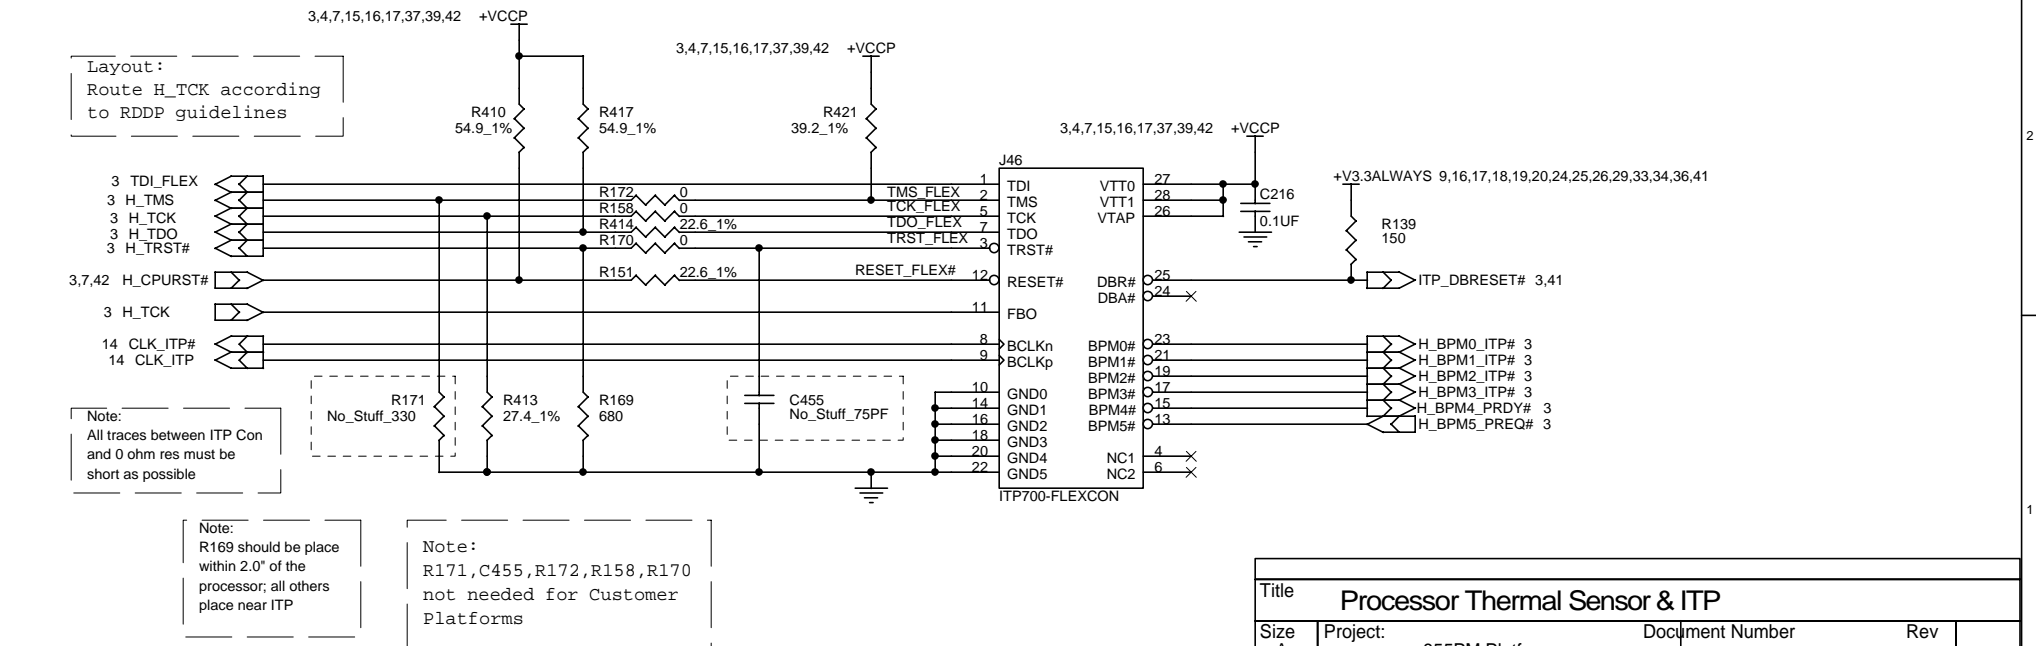 3,4,7,15,16,17,37,39,42 +VCCP
3,4,7,15,16,17,37,39,42 +VCCP
Layout:
Route H_TCK according
to RDDP guidelines
R410
54.9_1%
R417
54.9_1%
R421
39.2_1%
3,4,7,15,16,17,37,39,42 +VCCP
2
J46
+V3.3ALWAYS 9,16,17,18,19,20,24,25,26,29,33,34,36,41
3 TDI_FLEX 1 TDI VTT0 27
3 H_TMS R172 0 TMS_FLEX 2 TMS VTT1 28
3 H_TCK R158 0 TCK_FLEX 5 TCK VTAP 26
3 H_TDO R414 22.6_1% TDO_FLEX 7 TDO
3 H_TRST# R170 0 TRST_FLEX 3 TRST#
C216
0.1UF
R139
150
3,7,42 H_CPURST# R151 22.6_1% RESET_FLEX# 12 RESET# DBR# 25 ITP_DBRESET# 3,41
DBA# 24
3 H_TCK 11 FBO
14 CLK_ITP# 8 BCLKn BPM0# 23 H_BPM0_ITP# 3
14 CLK_ITP 9 BCLKp BPM1# 21 H_BPM1_ITP# 3
BPM2# 19 H_BPM2_ITP# 3
10 GND0 BPM3# 17 H_BPM3_ITP# 3
14 GND1 BPM4# 15 H_BPM4_PRDY# 3
16 GND2 BPM5# 13 H_BPM5_PREQ# 3
18 GND3
20 GND4 NC1 4
22 GND5 NC2 6
ITP700-FLEXCON
R171
No_Stuff_330
R413
27.4_1%
R169
680
C455
No_Stuff_75PF
Note:
All traces between ITP Con
and 0 ohm res must be
short as possible
Note:
R169 should be place
within 2.0" of the
processor; all others
place near ITP
Note:
R171,C455,R172,R158,R170
not needed for Customer
Platforms
1
Title
Processor Thermal Sensor & ITP
Size Project: Document Number Rev